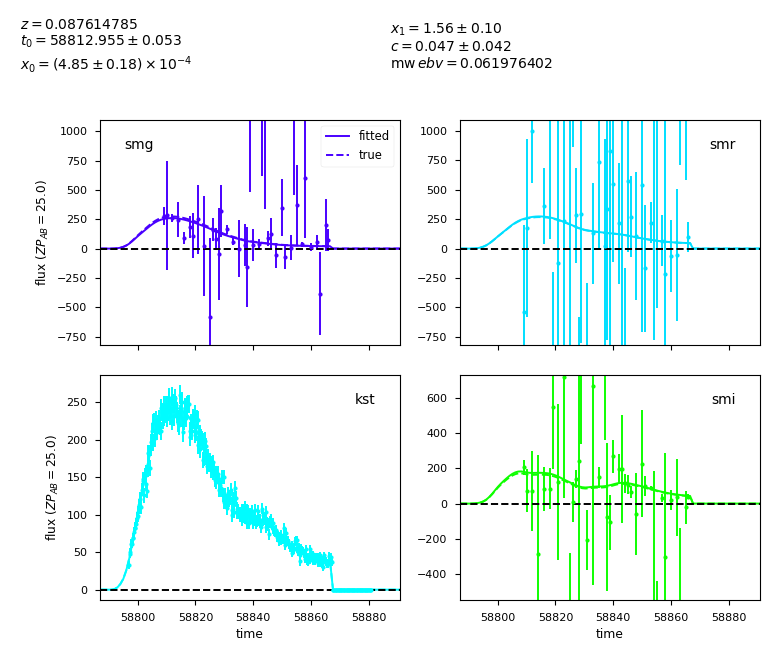 z = 0.087614785
t₀ = 58812.955 ± 0.053
x₀ = (4.85 ± 0.18) × 10⁻⁴
x₁ = 1.56 ± 0.10
c = 0.047 ± 0.042
mw ebv = 0.061976402
smg
fitted
true
1000
750
500
250
0
−250
−500
−750
flux (ZP_AB = 25.0)
smr
1000
750
500
250
0
−250
−500
−750
kst
250
200
150
100
50
0
flux (ZP_AB = 25.0)
58800 58820 58840 58860 58880
time
smi
600
400
200
0
−200
−400
58800 58820 58840 58860 58880
time